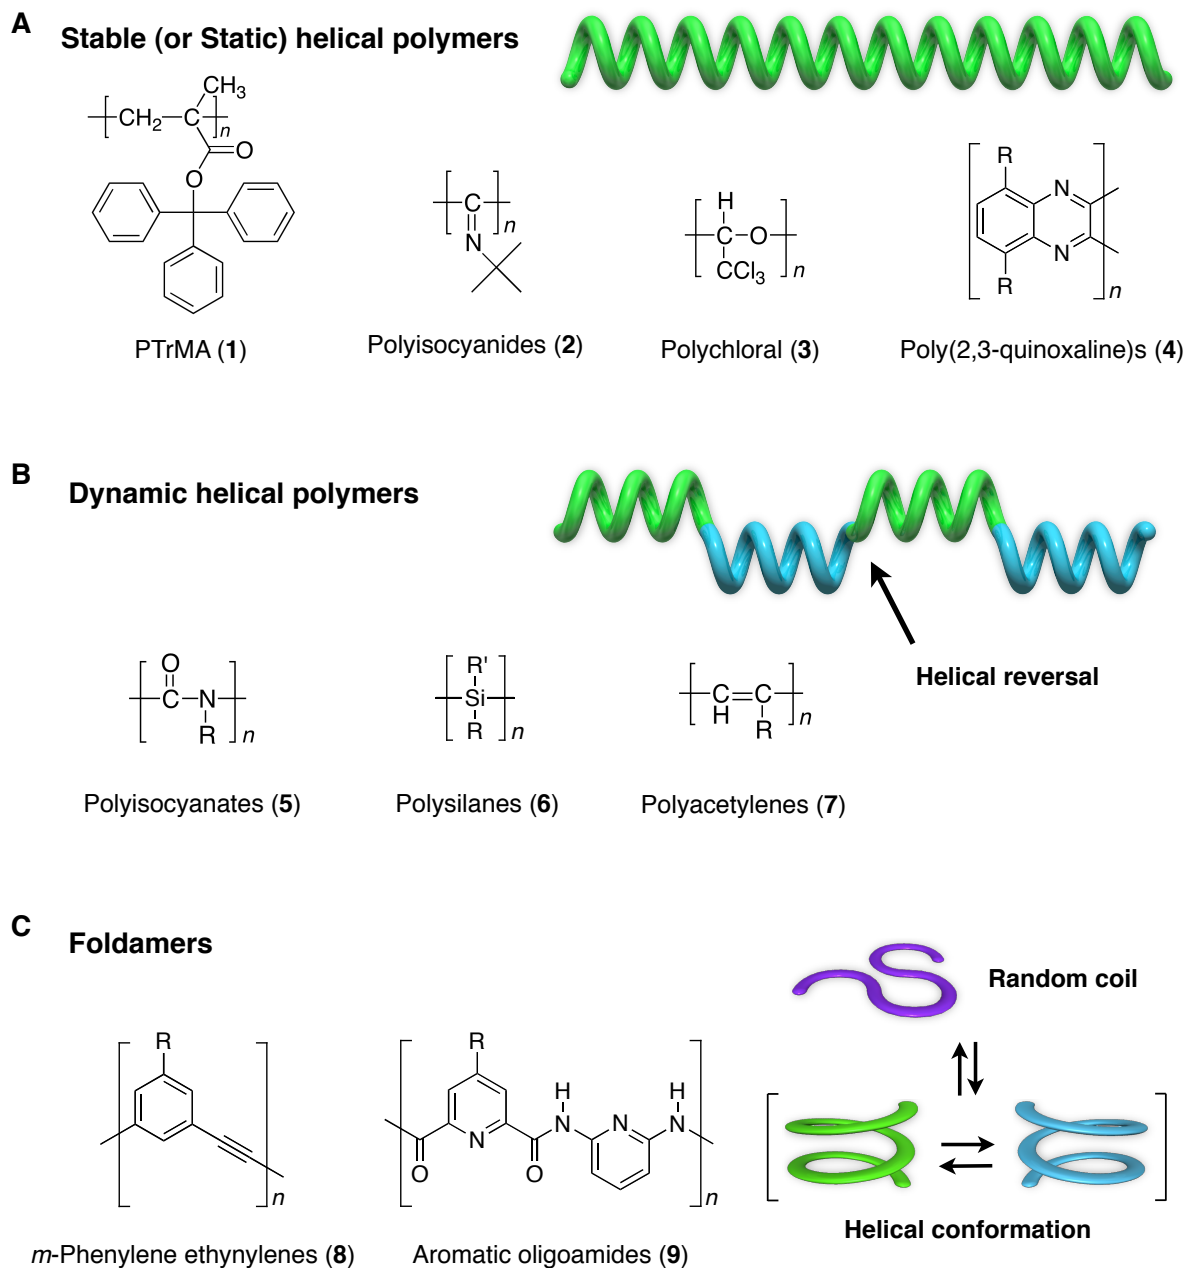 A
Stable (or Static) helical polymers
CH3
CH2 C n
O
O
PTrMA (1)
C n
N
Polyisocyanides (2)
H
C O
CCl3 n
Polychloral (3)
R
N
N
R
n
Poly(2,3-quinoxaline)s (4)
B
Dynamic helical polymers
Helical reversal
O
C N
R n
Polyisocyanates (5)
R'
Si
R n
Polysilanes (6)
C C
H R n
Polyacetylenes (7)
C
Foldamers
Random coil
R
n
m-Phenylene ethynylenes (8)
R
H H
N N N N
O O
n
Aromatic oligoamides (9)
Helical conformation